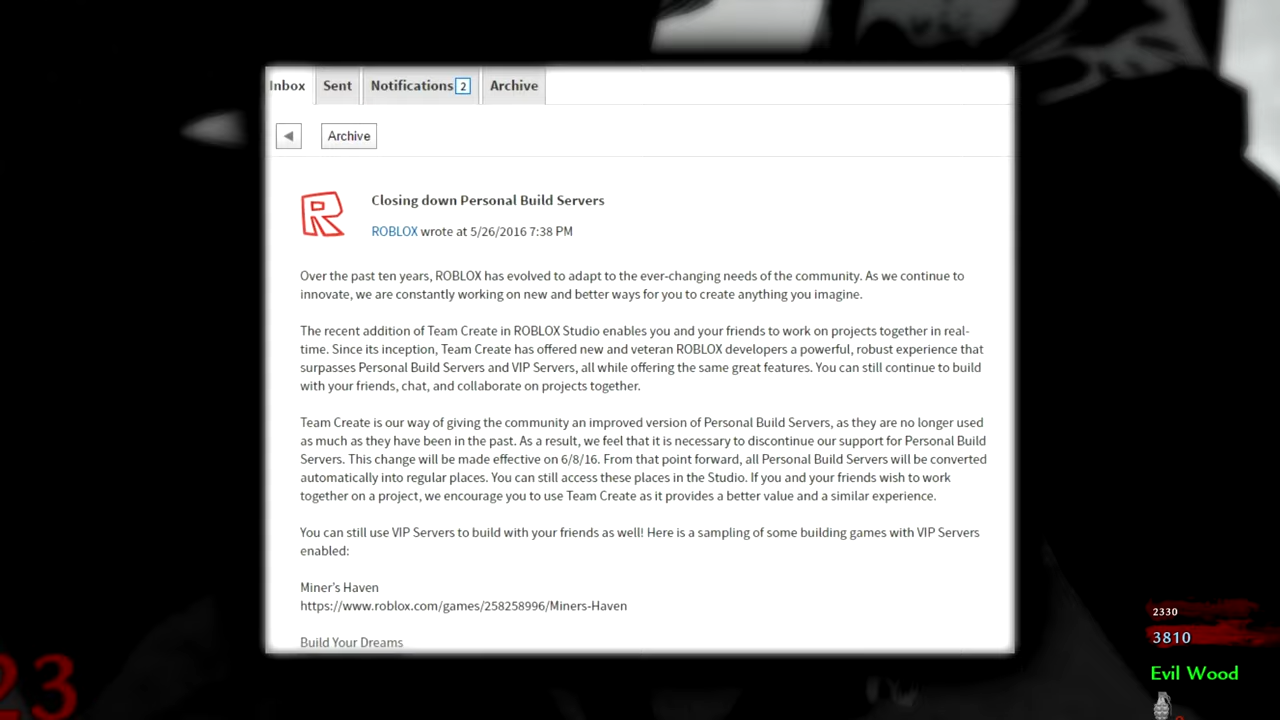 Inbox Sent Notifications 2 Archive
Archive
Closing down Personal Build Servers
ROBLOX wrote at 5/26/2016 7:38 PM
Over the past ten years, ROBLOX has evolved to adapt to the ever-changing needs of the community. As we continue to
innovate, we are constantly working on new and better ways for you to create anything you imagine.
The recent addition of Team Create in ROBLOX Studio enables you and your friends to work on projects together in real-
time. Since its inception, Team Create has offered new and veteran ROBLOX developers a powerful, robust experience that
surpasses Personal Build Servers and VIP Servers, all while offering the same great features. You can still continue to build
with your friends, chat, and collaborate on projects together.
Team Create is our way of giving the community an improved version of Personal Build Servers, as they are no longer used
as much as they have been in the past. As a result, we feel that it is necessary to discontinue our support for Personal Build
Servers. This change will be made effective on 6/8/16. From that point forward, all Personal Build Servers will be converted
automatically into regular places. You can still access these places in the Studio. If you and your friends wish to work
together on a project, we encourage you to use Team Create as it provides a better value and a similar experience.
You can still use VIP Servers to build with your friends as well! Here is a sampling of some building games with VIP Servers
enabled:
Miner's Haven
https://www.roblox.com/games/258258996/Miners-Haven
Build Your Dreams
2330
3810
Evil Wood
23